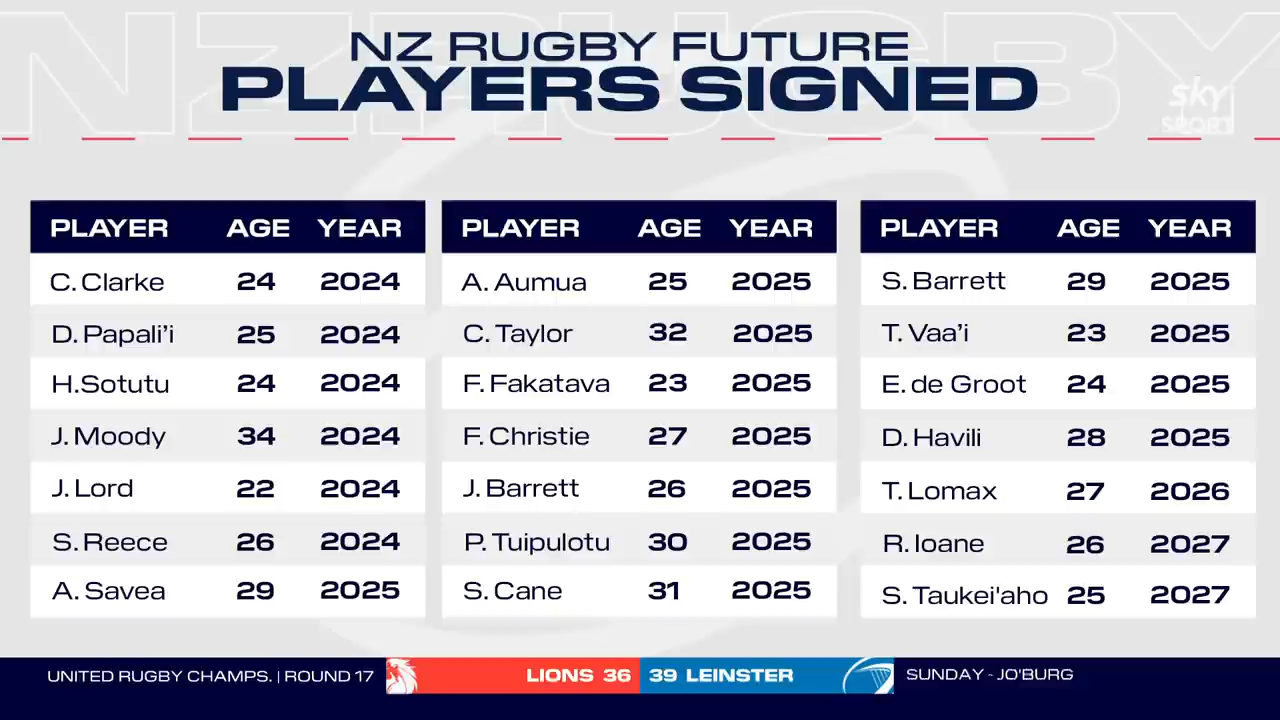 NZ RUGBY FUTURE
PLAYERS SIGNED
sky
SPORT
PLAYER AGE YEAR
C. Clarke 24 2024
D. Papali’i 25 2024
H.Sotutu 24 2024
J. Moody 34 2024
J. Lord 22 2024
S. Reece 26 2024
A. Savea 29 2025
PLAYER AGE YEAR
A. Aumua 25 2025
C. Taylor 32 2025
F. Fakatava 23 2025
F. Christie 27 2025
J. Barrett 26 2025
P. Tuipulotu 30 2025
S. Cane 31 2025
PLAYER AGE YEAR
S. Barrett 29 2025
T. Vaa’i 23 2025
E. de Groot 24 2025
D. Havili 28 2025
T. Lomax 27 2026
R. Ioane 26 2027
S. Taukei'aho 25 2027
UNITED RUGBY CHAMPS. | ROUND 17 LIONS 36 39 LEINSTER SUNDAY - JO'BURG